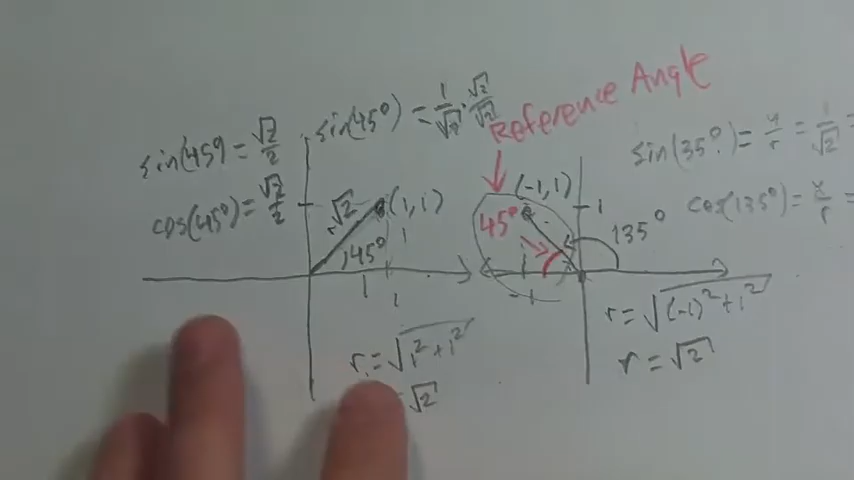 sin(45°) = √2/2
cos(45°) = √2/2
sin(45°) = 1/√2 · √2/√2
√2
(1,1)
1
45°
1
1
r = √1² + 1²
√2
Reference Angle
(-1,1)
45°
1
1
-1
135°
sin(35°) = y/r = 1/√2 =
cos(135°) = x/r =
r = √(-1)² + 1²
r = √2